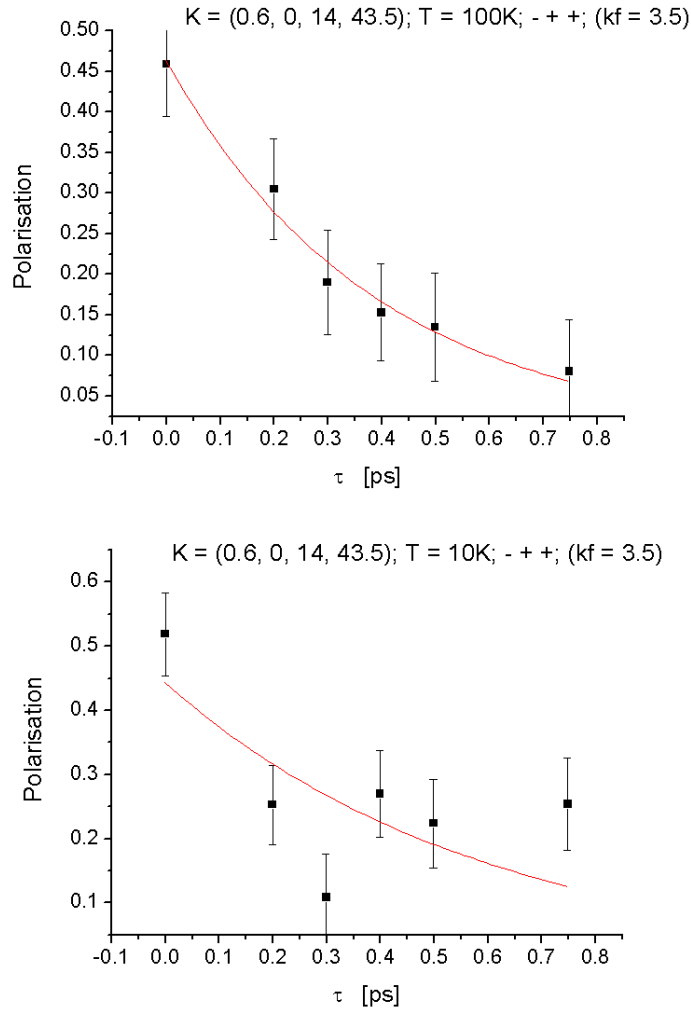 K = (0.6, 0, 14, 43.5); T = 100K; - + +; (kf = 3.5)
0.50
0.45
0.40
0.35
0.30
0.25
0.20
0.15
0.10
0.05
Polarisation
-0.1 0.0 0.1 0.2 0.3 0.4 0.5 0.6 0.7 0.8
τ [ps]
K = (0.6, 0, 14, 43.5); T = 10K; - + +; (kf = 3.5)
0.6
0.5
0.4
0.3
0.2
0.1
Polarisation
-0.1 0.0 0.1 0.2 0.3 0.4 0.5 0.6 0.7 0.8
τ [ps]